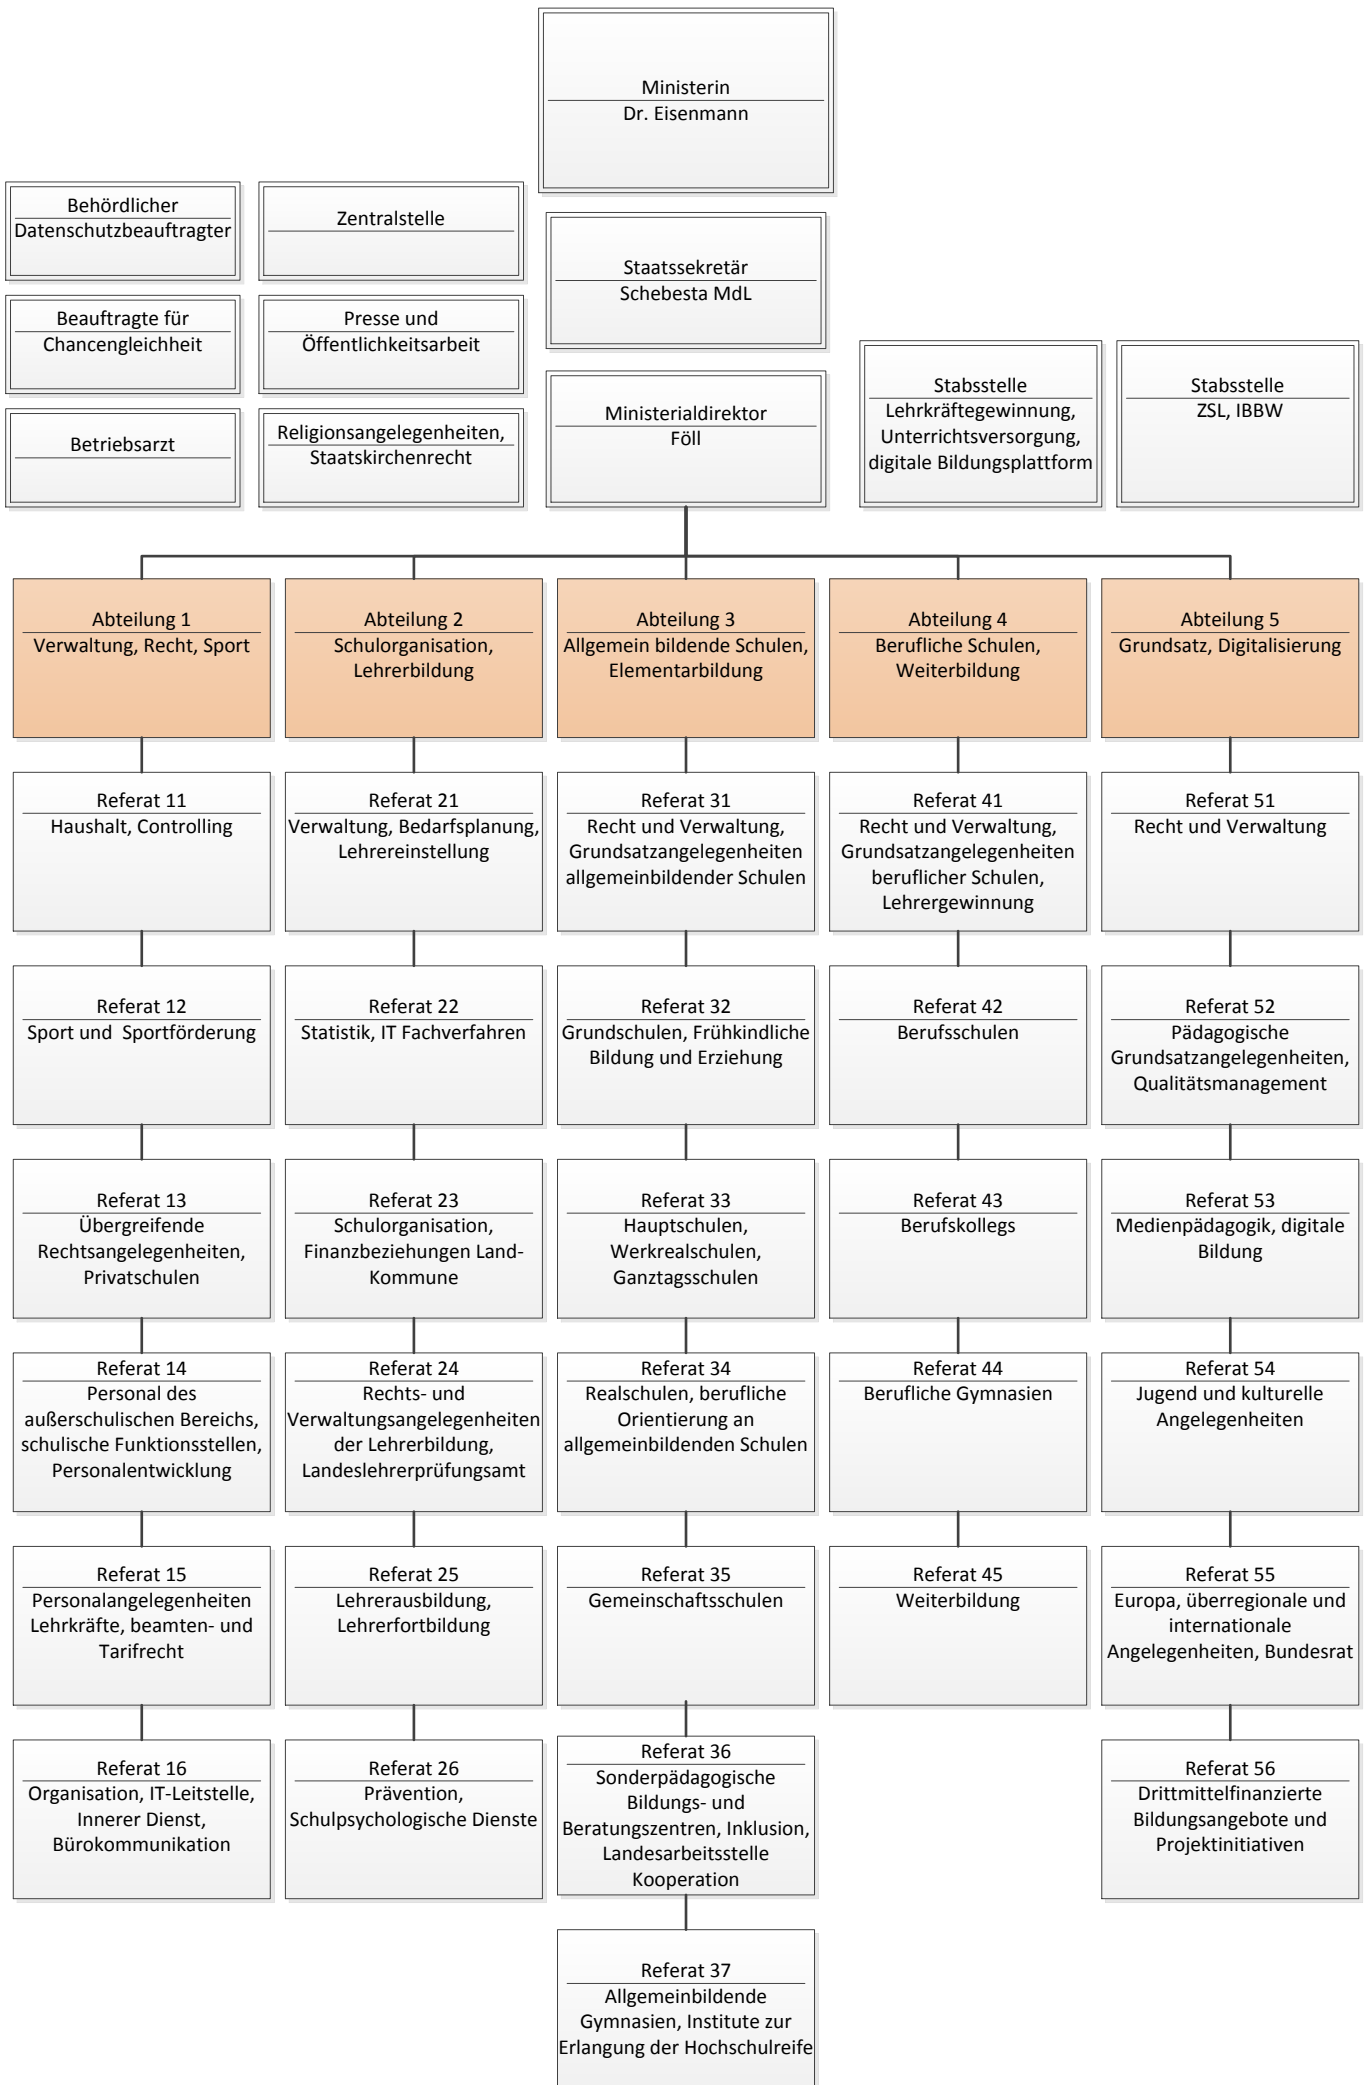 Ministerin
Dr. Eisenmann
Behördlicher
Datenschutzbeauftragter
Zentralstelle
Staatssekretär
Schebesta MdL
Beauftragte für
Chancengleichheit
Presse und
Öffentlichkeitsarbeit
Betriebsarzt
Religionsangelegenheiten,
Staatskirchenrecht
Ministerialdirektor
Föll
Stabsstelle
Lehrkräftegewinnung,
Unterrichtsversorgung,
digitale Bildungsplattform
Stabsstelle
ZSL, IBBW
Abteilung 1
Verwaltung, Recht, Sport
Abteilung 2
Schulorganisation,
Lehrerbildung
Abteilung 3
Allgemein bildende Schulen,
Elementarbildung
Abteilung 4
Berufliche Schulen,
Weiterbildung
Abteilung 5
Grundsatz, Digitalisierung
Referat 11
Haushalt, Controlling
Referat 21
Verwaltung, Bedarfsplanung,
Lehrereinstellung
Referat 31
Recht und Verwaltung,
Grundsatzangelegenheiten
allgemeinbildender Schulen
Referat 41
Recht und Verwaltung,
Grundsatzangelegenheiten
beruflicher Schulen,
Lehrergewinnung
Referat 51
Recht und Verwaltung
Referat 12
Sport und  Sportförderung
Referat 22
Statistik, IT Fachverfahren
Referat 32
Grundschulen, Frühkindliche
Bildung und Erziehung
Referat 42
Berufsschulen
Referat 52
Pädagogische
Grundsatzangelegenheiten,
Qualitätsmanagement
Referat 13
Übergreifende
Rechtsangelegenheiten,
Privatschulen
Referat 23
Schulorganisation,
Finanzbeziehungen Land-
Kommune
Referat 33
Hauptschulen,
Werkrealschulen,
Ganztagsschulen
Referat 43
Berufskollegs
Referat 53
Medienpädagogik, digitale
Bildung
Referat 14
Personal des
außerschulischen Bereichs,
schulische Funktionsstellen,
Personalentwicklung
Referat 24
Rechts- und
Verwaltungsangelegenheiten
der Lehrerbildung,
Landeslehrerprüfungsamt
Referat 34
Realschulen, berufliche
Orientierung an
allgemeinbildenden Schulen
Referat 44
Berufliche Gymnasien
Referat 54
Jugend und kulturelle
Angelegenheiten
Referat 15
Personalangelegenheiten
Lehrkräfte, beamten- und
Tarifrecht
Referat 25
Lehrerausbildung,
Lehrerfortbildung
Referat 35
Gemeinschaftsschulen
Referat 45
Weiterbildung
Referat 55
Europa, überregionale und
internationale
Angelegenheiten, Bundesrat
Referat 16
Organisation, IT-Leitstelle,
Innerer Dienst,
Bürokommunikation
Referat 26
Prävention,
Schulpsychologische Dienste
Referat 36
Sonderpädagogische
Bildungs- und
Beratungszentren, Inklusion,
Landesarbeitsstelle
Kooperation
Referat 56
Drittmittelfinanzierte
Bildungsangebote und
Projektinitiativen
Referat 37
Allgemeinbildende
Gymnasien, Institute zur
Erlangung der Hochschulreife